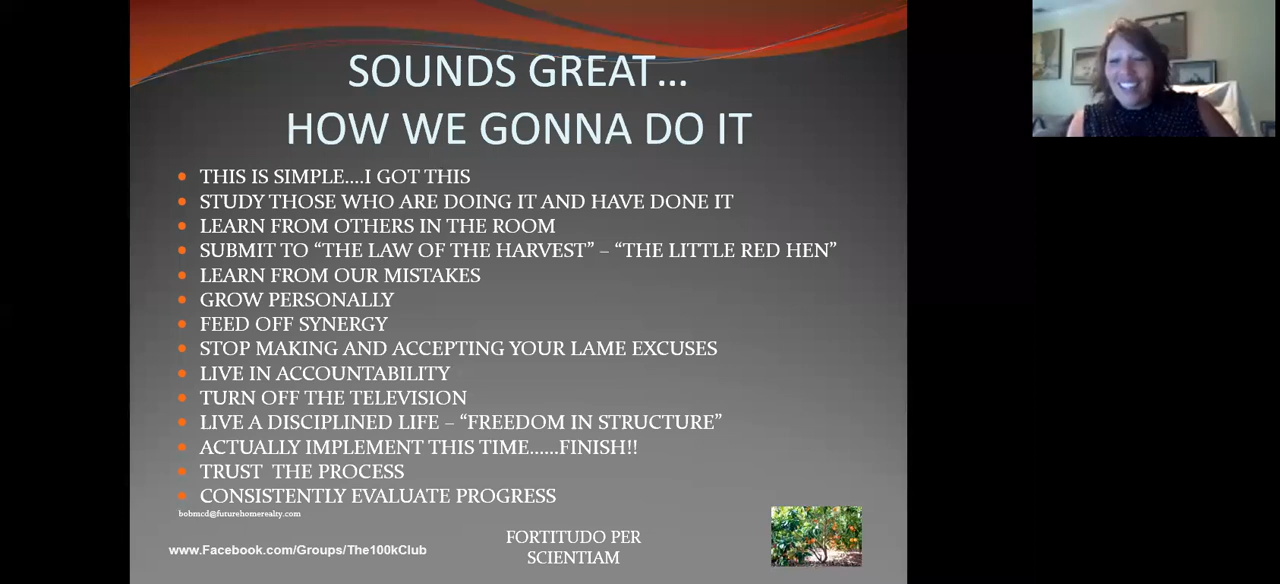 SOUNDS GREAT...
HOW WE GONNA DO IT
THIS IS SIMPLE....I GOT THIS
STUDY THOSE WHO ARE DOING IT AND HAVE DONE IT
LEARN FROM OTHERS IN THE ROOM
SUBMIT TO “THE LAW OF THE HARVEST” – “THE LITTLE RED HEN”
LEARN FROM OUR MISTAKES
GROW PERSONALLY
FEED OFF SYNERGY
STOP MAKING AND ACCEPTING YOUR LAME EXCUSES
LIVE IN ACCOUNTABILITY
TURN OFF THE TELEVISION
LIVE A DISCIPLINED LIFE – “FREEDOM IN STRUCTURE”
ACTUALLY IMPLEMENT THIS TIME......FINISH!!
TRUST  THE PROCESS
CONSISTENTLY EVALUATE PROGRESS
bobmcd@futurehomerealty.com
www.Facebook.com/Groups/The100kClub
FORTITUDO PER
SCIENTIAM